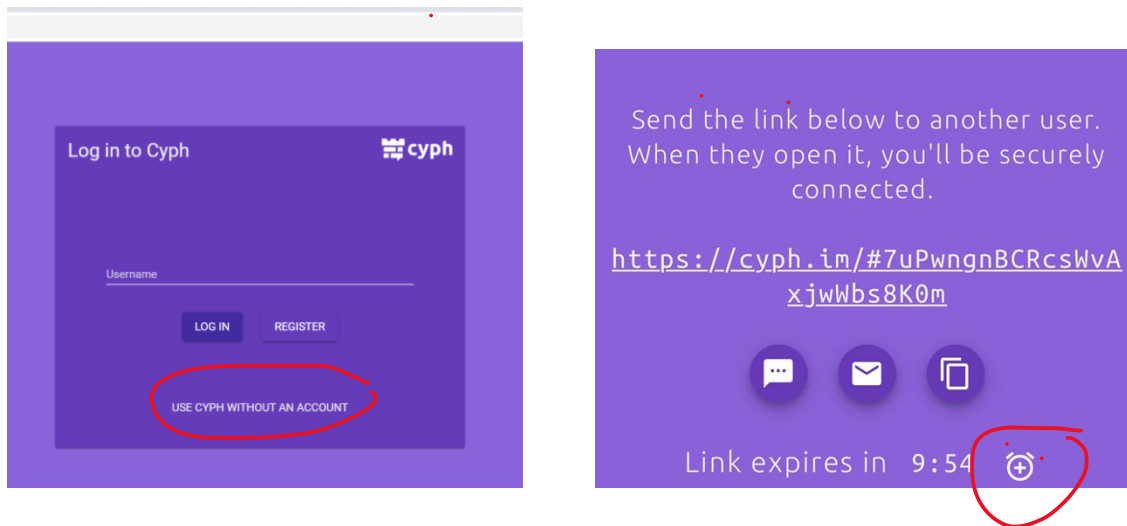 Log in to Cyph
cyph
Username
LOG IN
REGISTER
USE CYPH WITHOUT AN ACCOUNT
Send the link below to another user.
When they open it, you'll be securely
connected.
https://cyph.im/#7uPwngnBCRcsWvA
xjwWbs8K0m
Link expires in 9:54